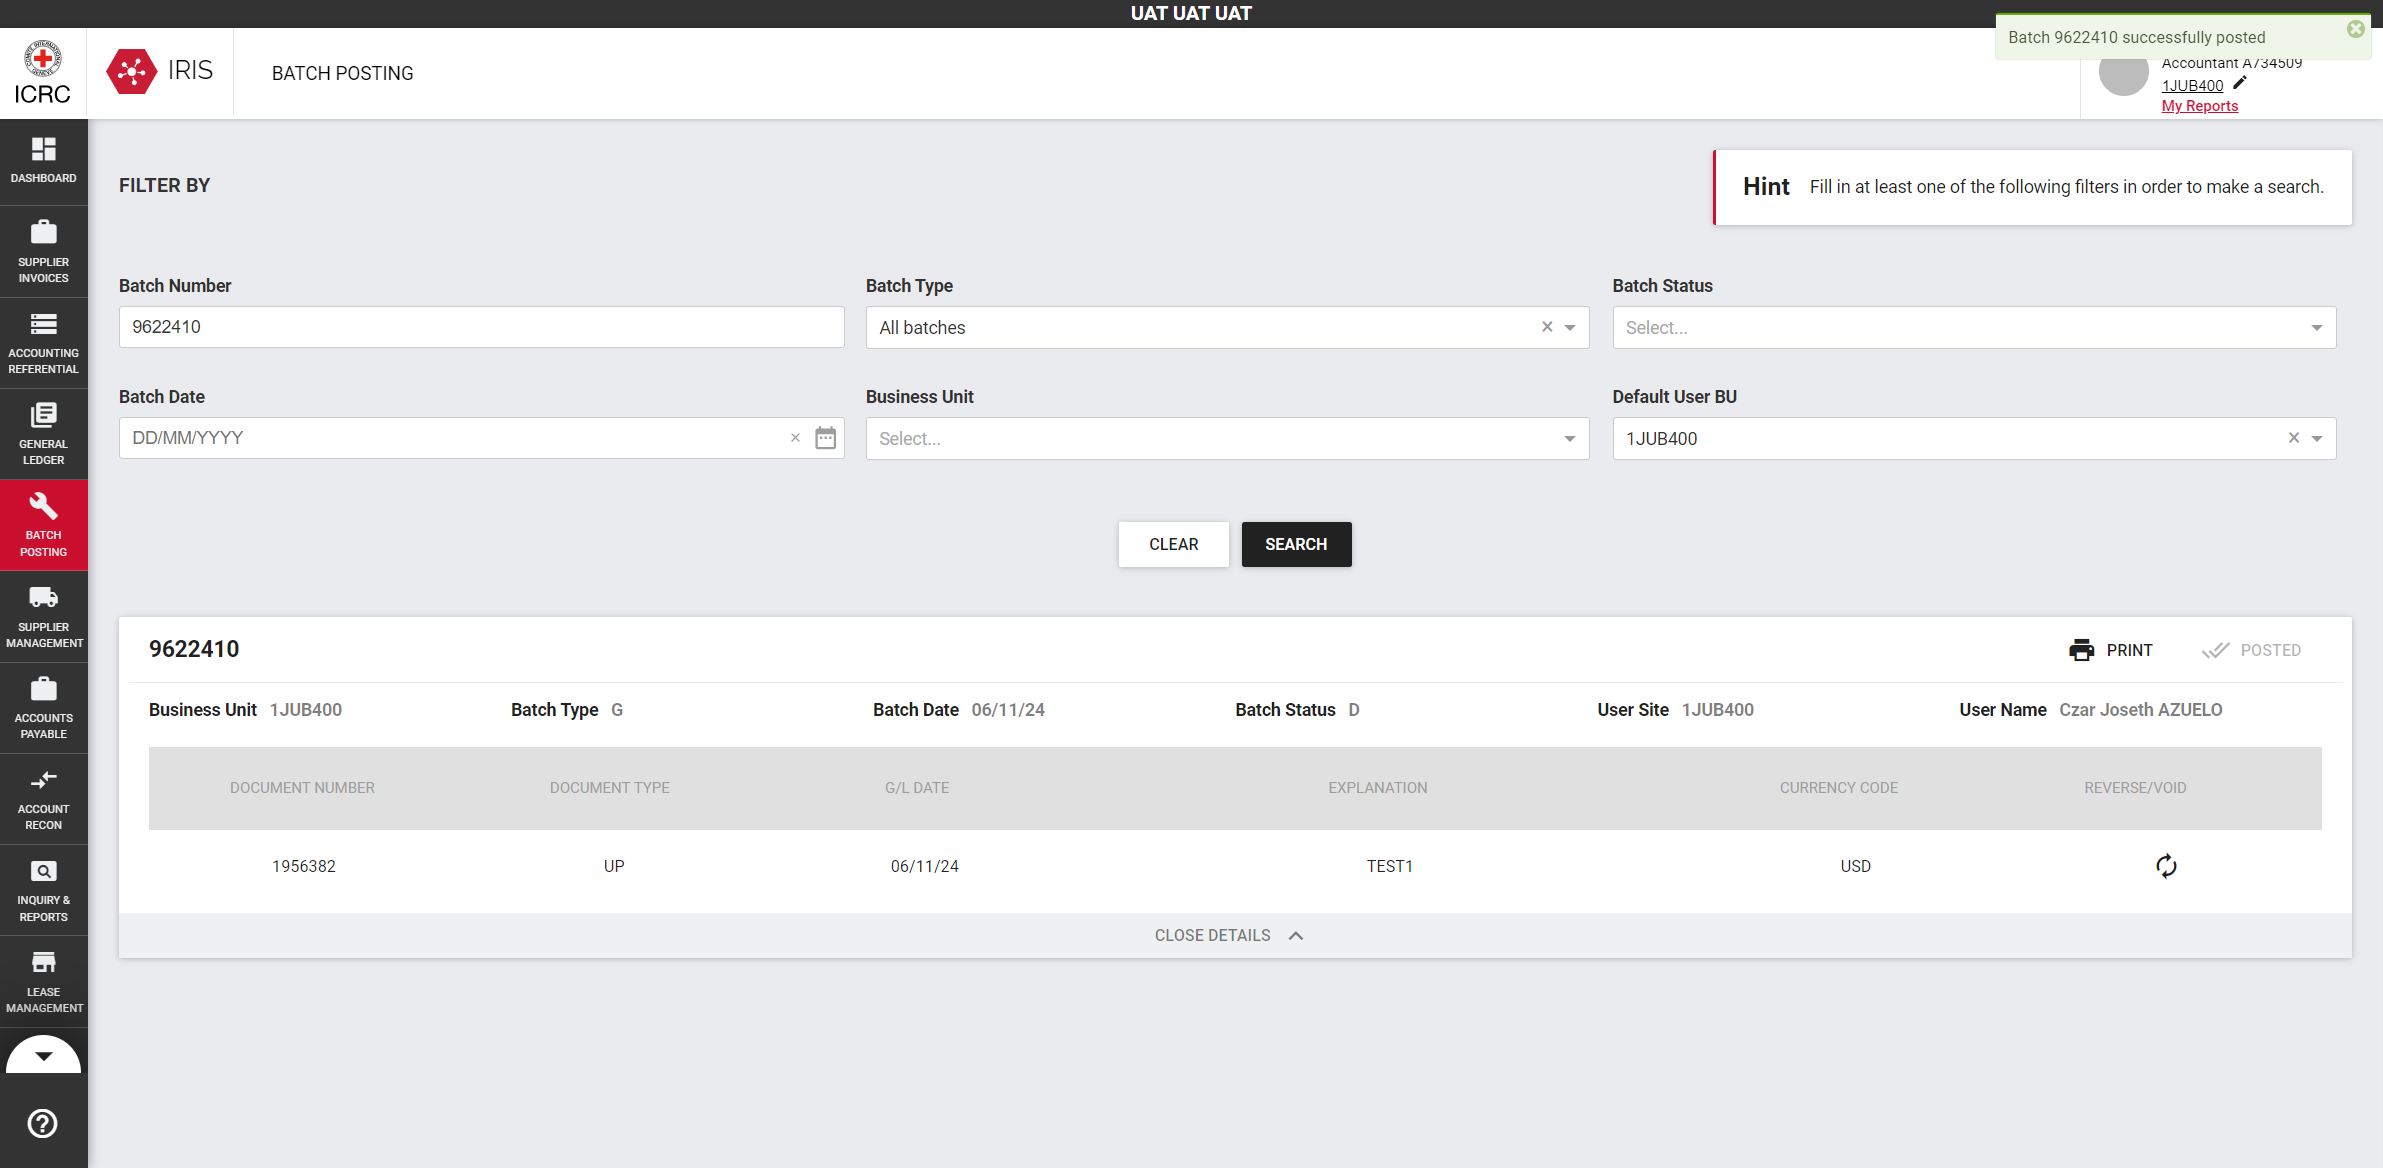 UAT UAT UAT
Batch 9622410 successfully posted
ICRC
IRIS
BATCH POSTING
Accountant A734509
1JUB400
My Reports
DASHBOARD
SUPPLIER
INVOICES
ACCOUNTING
REFERENTIAL
GENERAL
LEDGER
BATCH
POSTING
SUPPLIER
MANAGEMENT
ACCOUNTS
PAYABLE
ACCOUNT
RECON
INQUIRY &
REPORTS
LEASE
MANAGEMENT
FILTER BY
Hint Fill in at least one of the following filters in order to make a search.
Batch Number Batch Type Batch Status
9622410 All batches Select...
Batch Date Business Unit Default User BU
DD/MM/YYYY Select... 1JUB400
CLEAR SEARCH
9622410 PRINT POSTED
Business Unit 1JUB400 Batch Type G Batch Date 06/11/24 Batch Status D User Site 1JUB400 User Name Czar Joseth AZUELO
DOCUMENT NUMBER DOCUMENT TYPE G/L DATE EXPLANATION CURRENCY CODE REVERSE/VOID
1956382 UP 06/11/24 TEST1 USD
CLOSE DETAILS